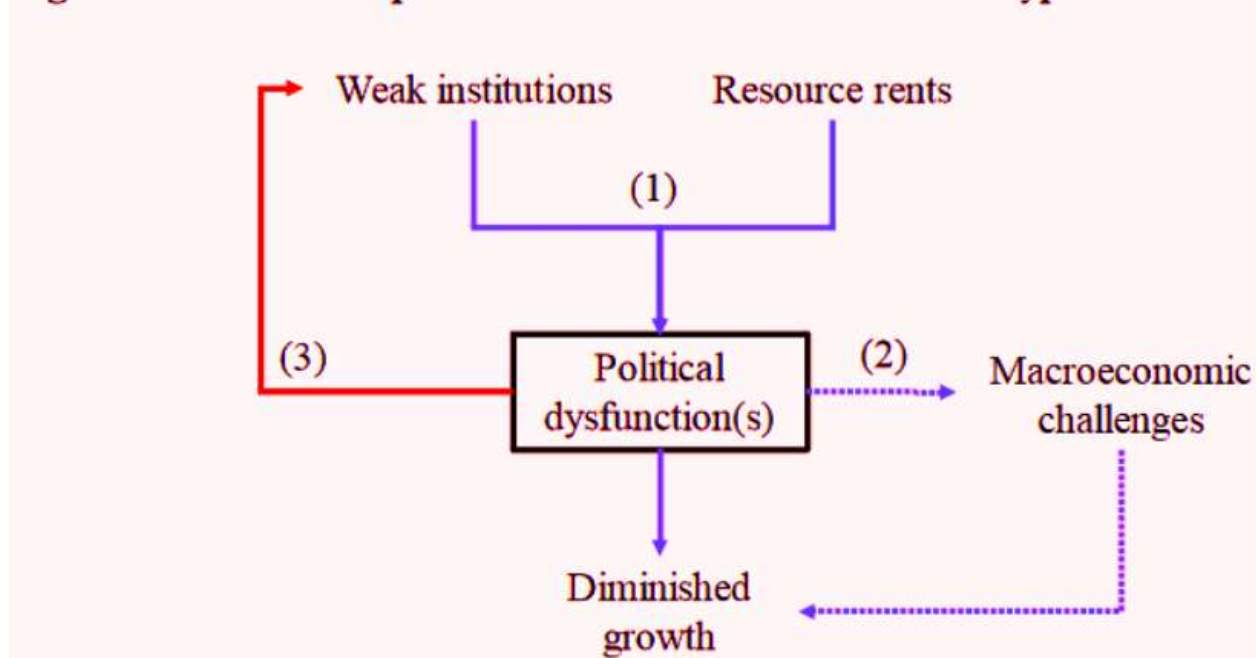 Weak institutions
Resource rents
(1)
(3)
Political
dysfunction(s)
(2)
Macroeconomic
challenges
Diminished
growth